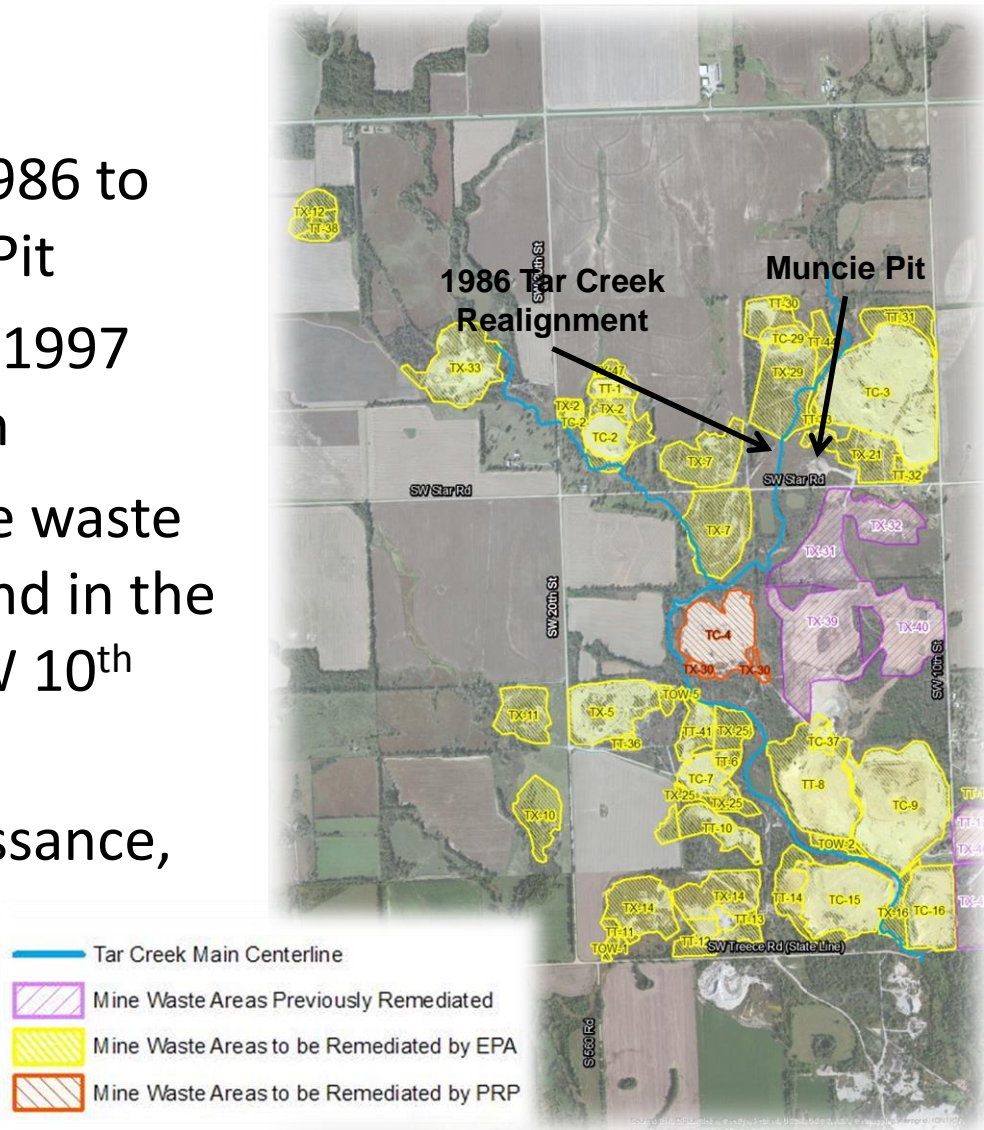 986 to
Pit
1997
n
e waste
nd in the
W 10th
ssance,
TX-12
TT-38
SW 20th St
1986 Tar Creek
Realignment
Muncie Pit
TT-30
TT-31
TC-29
TT-44
TX-29
TX-33
TC-3
TT-1
TX-2
TX-2
TC-2
TC-2
TX-7
TX-21
TT-32
SW Star Rd
SW Star Rd
TX-7
TX-32
TX-31
SW 20th St
TC-4
TX-39
TX-40
TX-30
TX-30
SW 10th St
TOW-5
TX-11
TX-5
TT-41
TX-25
TT-36
TC-37
TT-6
TC-7
TT-8
TX-25
TX-25
TC-9
TX-10
TT-10
TOW-2
TX-14
TX-14
TT-14
TC-15
TX-16
TC-16
TT-11
TT-13
TOW-1
SW Treece Rd (State Line)
S 560 Rd
Tar Creek Main Centerline
Mine Waste Areas Previously Remediated
Mine Waste Areas to be Remediated by EPA
Mine Waste Areas to be Remediated by PRP